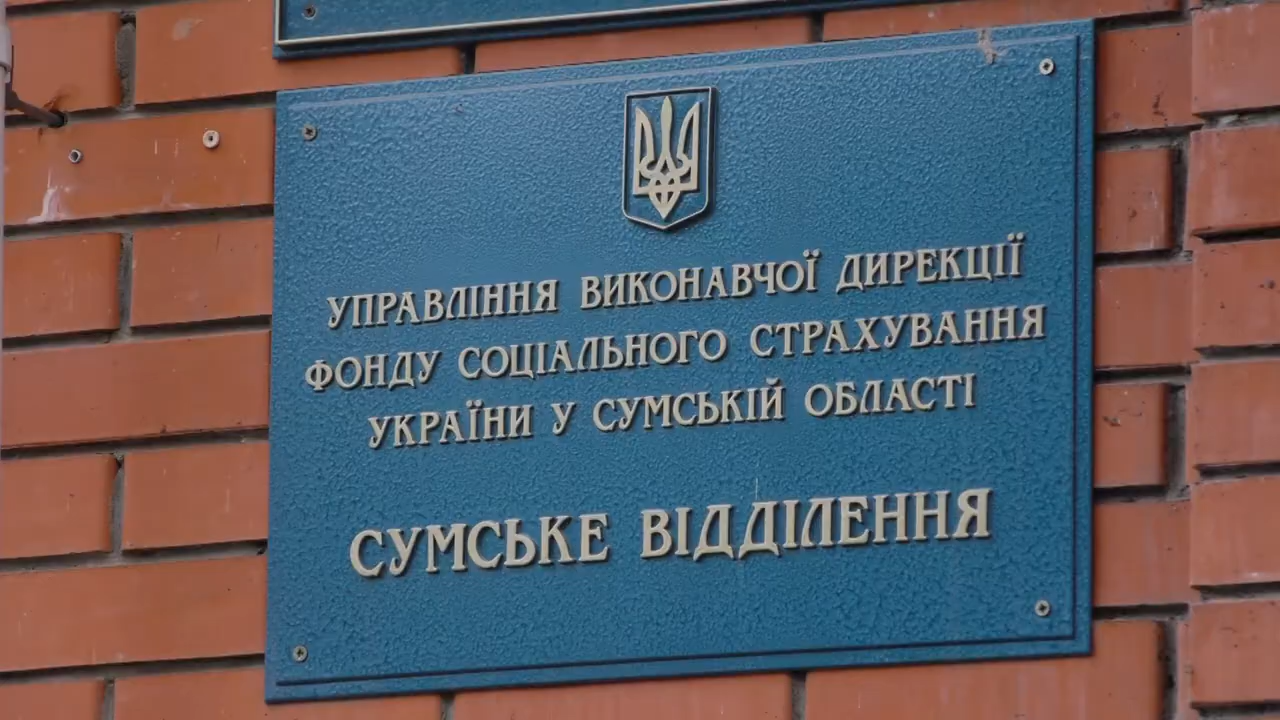 УПРАВЛІННЯ ВИКОНАВЧОЇ ДИРЕКЦІЇ
ФОНДУ СОЦІАЛЬНОГО СТРАХУВАННЯ
УКРАЇНИ У СУМСЬКІЙ ОБЛАСТІ
СУМСЬКЕ ВІДДІЛЕННЯ